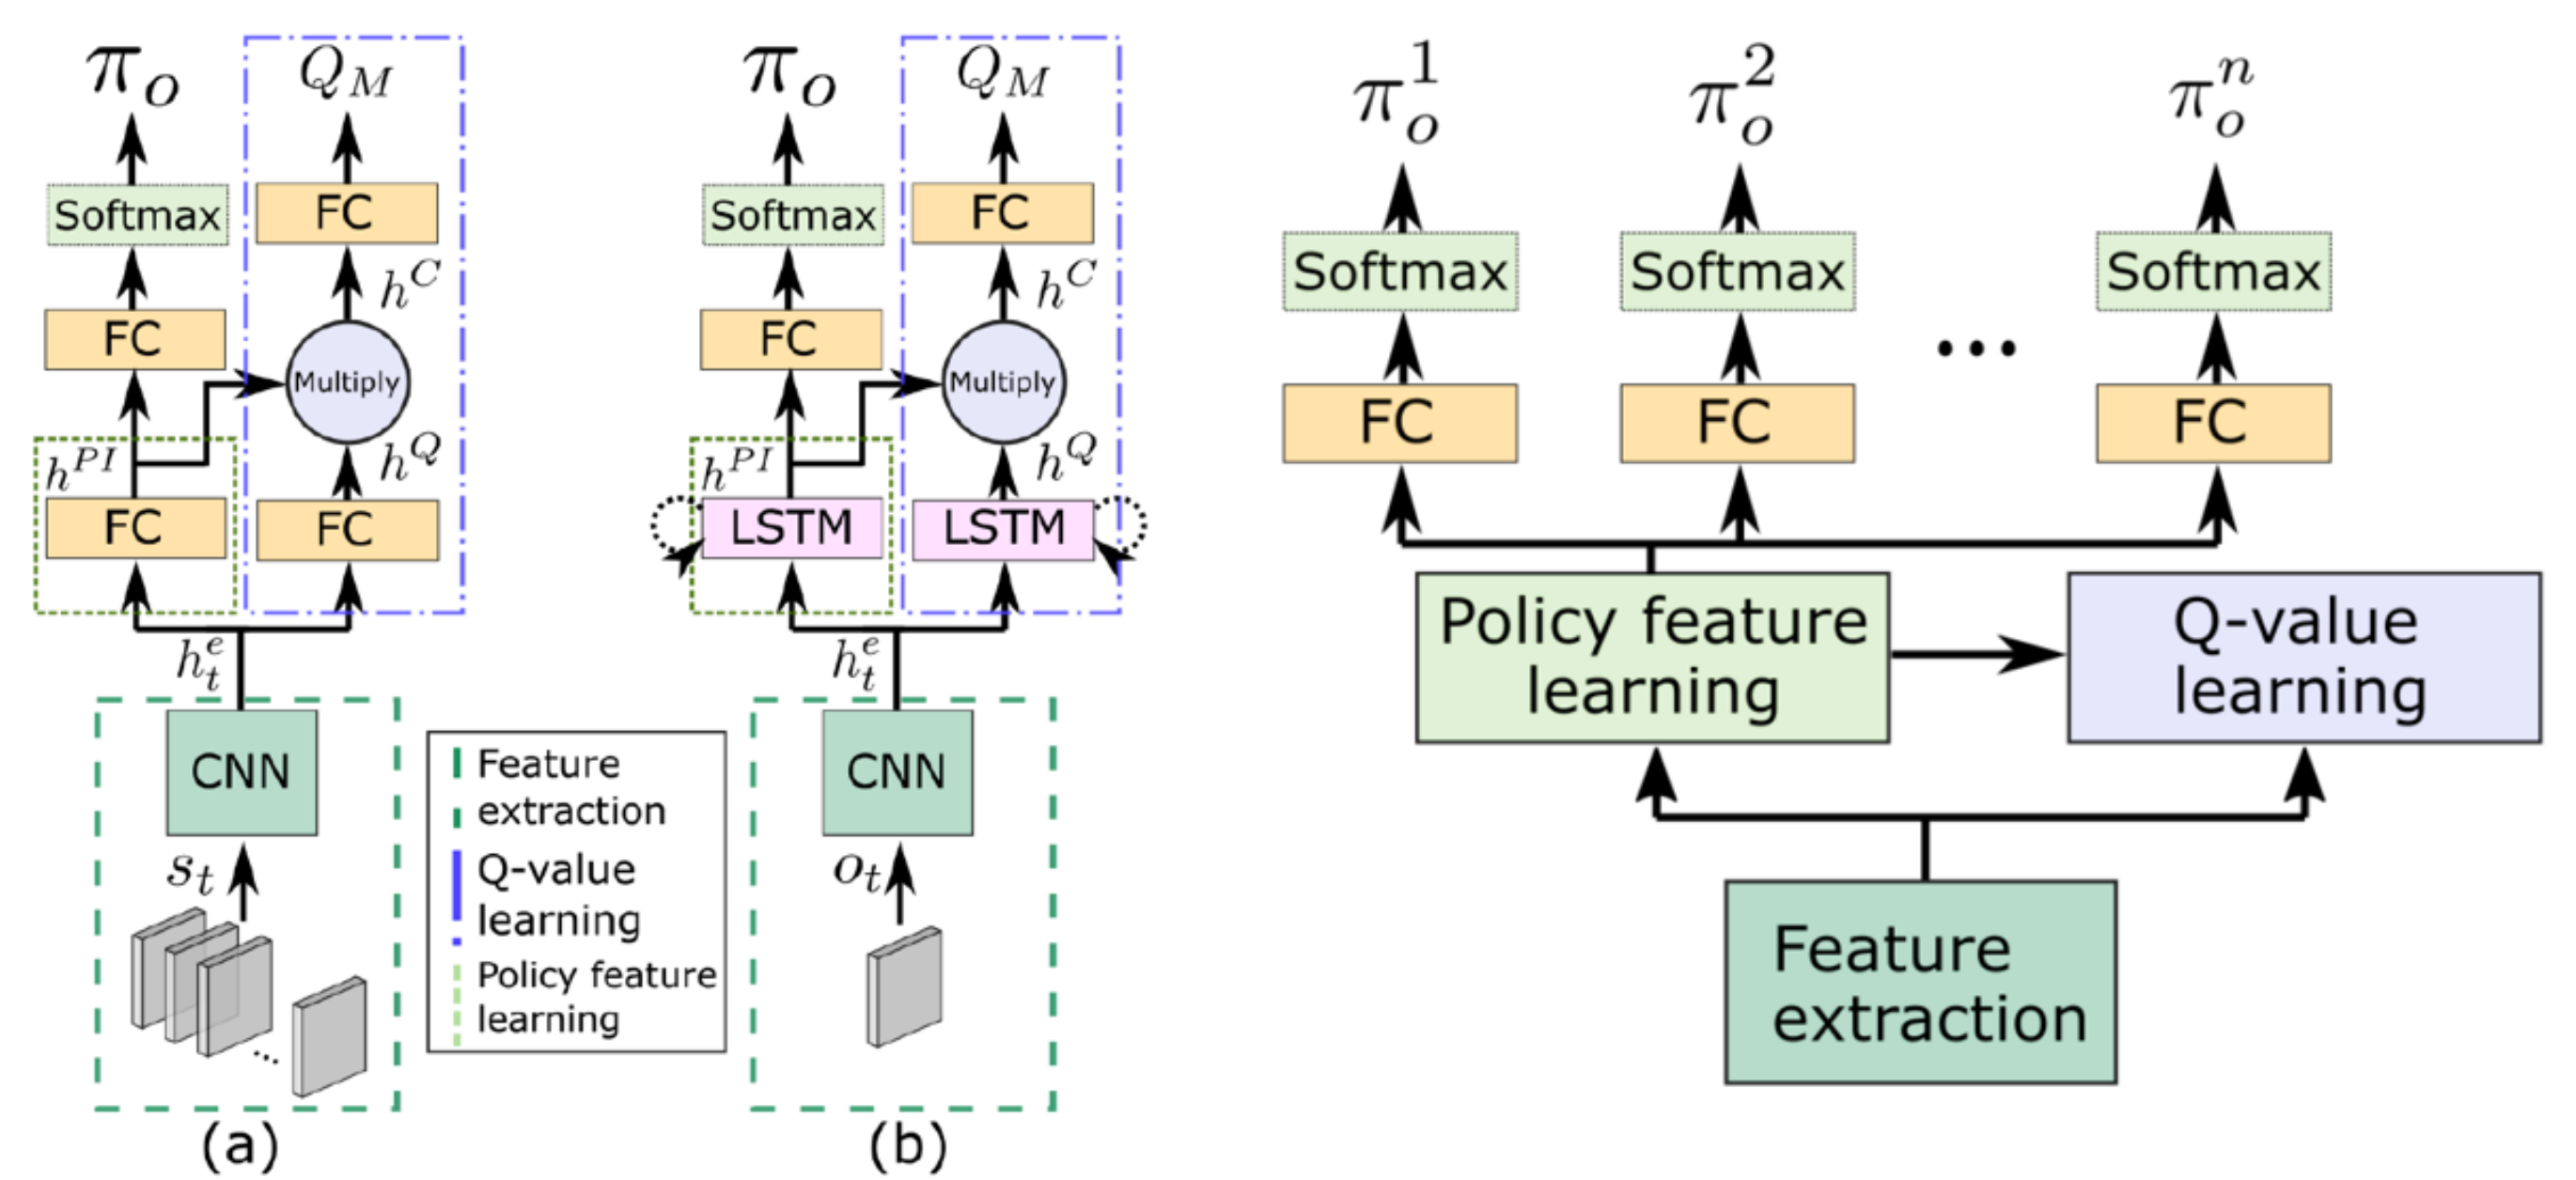 π_o
Q_M
Softmax
FC
h^C
FC
Multiply
h^{PI}
h^Q
FC
FC
h_t^e
CNN
s_t
...
(a)
Feature
extraction
Q-value
learning
Policy feature
learning
π_o
Q_M
Softmax
FC
h^C
FC
Multiply
h^{PI}
h^Q
LSTM
LSTM
h_t^e
CNN
o_t
(b)
π_o^1
π_o^2
π_o^n
Softmax
Softmax
Softmax
...
FC
FC
FC
Policy feature
learning
Q-value
learning
Feature
extraction